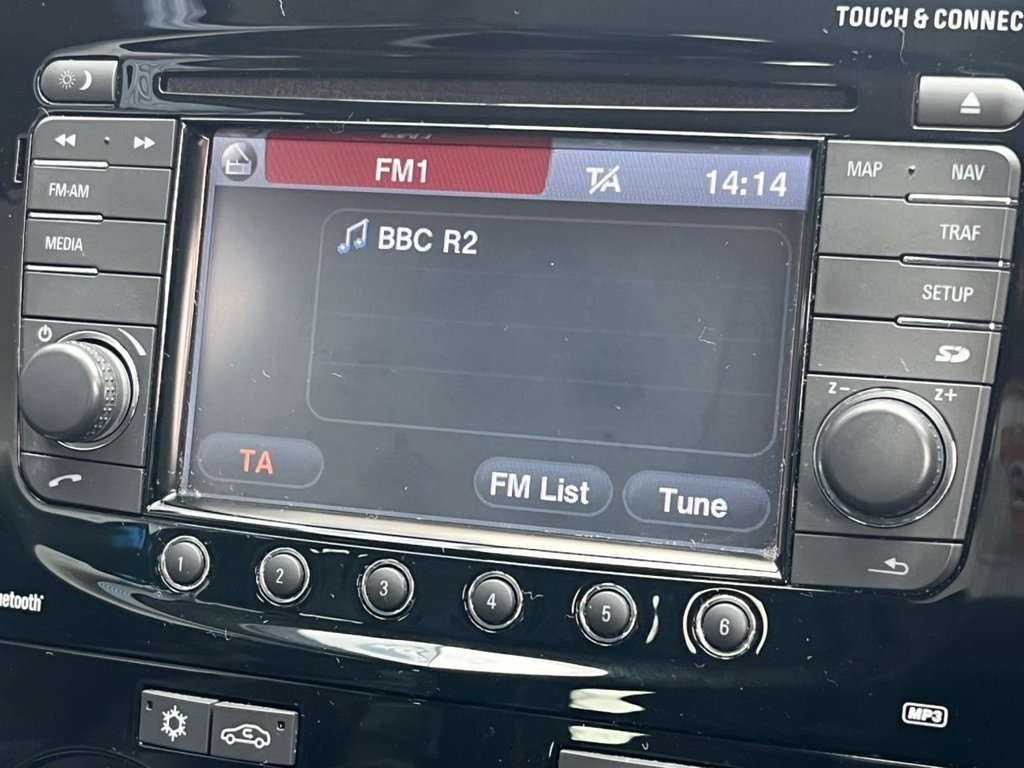 TOUCH & CONNEC
FM1
TA
14:14
MAP
NAV
FM-AM
TRAF
MEDIA
BBC R2
SETUP
Z-
Z+
TA
FM List
Tune
1
2
3
4
5
6
uetooth
MP3